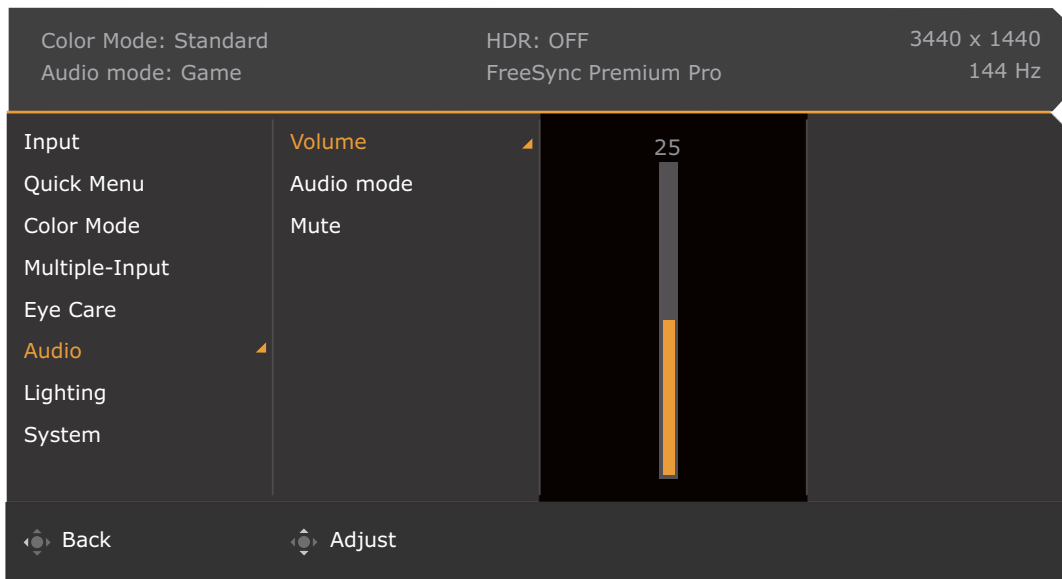 Color Mode: Standard
HDR: OFF
3440 x 1440
Audio mode: Game
FreeSync Premium Pro
144 Hz
Input
Quick Menu
Color Mode
Multiple-Input
Eye Care
Audio
Lighting
System
Volume
Audio mode
Mute
25
Back
Adjust